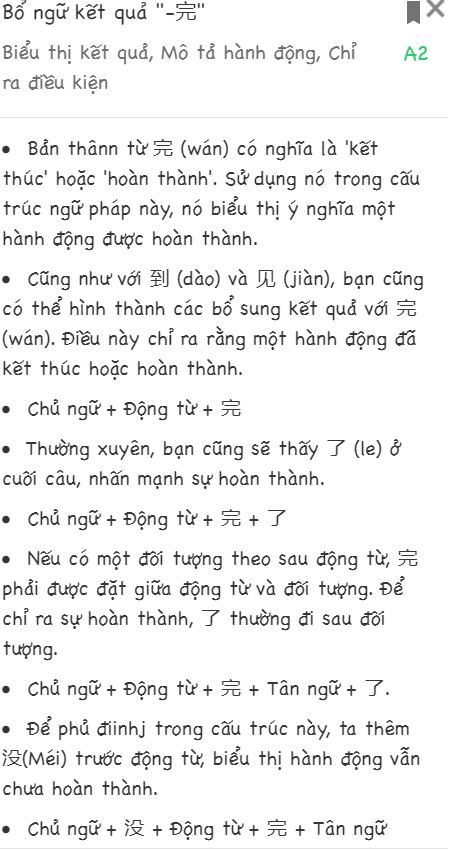 Bổ ngữ kết quả "-完"
Biểu thị kết quả, Mô tả hành động, Chỉ
ra điều kiện
A2
• Bản thânn từ 完 (wán) có nghĩa là 'kết
thúc' hoặc 'hoàn thành'. Sử dụng nó trong cấu
trúc ngữ pháp này, nó biểu thị ý nghĩa một
hành động được hoàn thành.
• Cũng như với 到 (dào) và 见 (jiàn), bạn cũng
có thể hình thành các bổ sung kết quả với 完
(wán). Điều này chỉ ra rằng một hành động đã
kết thúc hoặc hoàn thành.
• Chủ ngữ + Động từ + 完
• Thường xuyên, bạn cũng sẽ thấy 了 (le) ở
cuối câu, nhấn mạnh sự hoàn thành.
• Chủ ngữ + Động từ + 完 + 了
• Nếu có một đối tượng theo sau động từ, 完
phải được đặt giữa động từ và đối tượng. Để
chỉ ra sự hoàn thành, 了 thường đi sau đối
tượng.
• Chủ ngữ + Động từ + 完 + Tân ngữ + 了.
• Để phủ điinhj trong cấu trúc này, ta thêm
没(Méi) trước động từ, biểu thị hành động vẫn
chưa hoàn thành.
• Chủ ngữ + 没 + Động từ + 完 + Tân ngữ